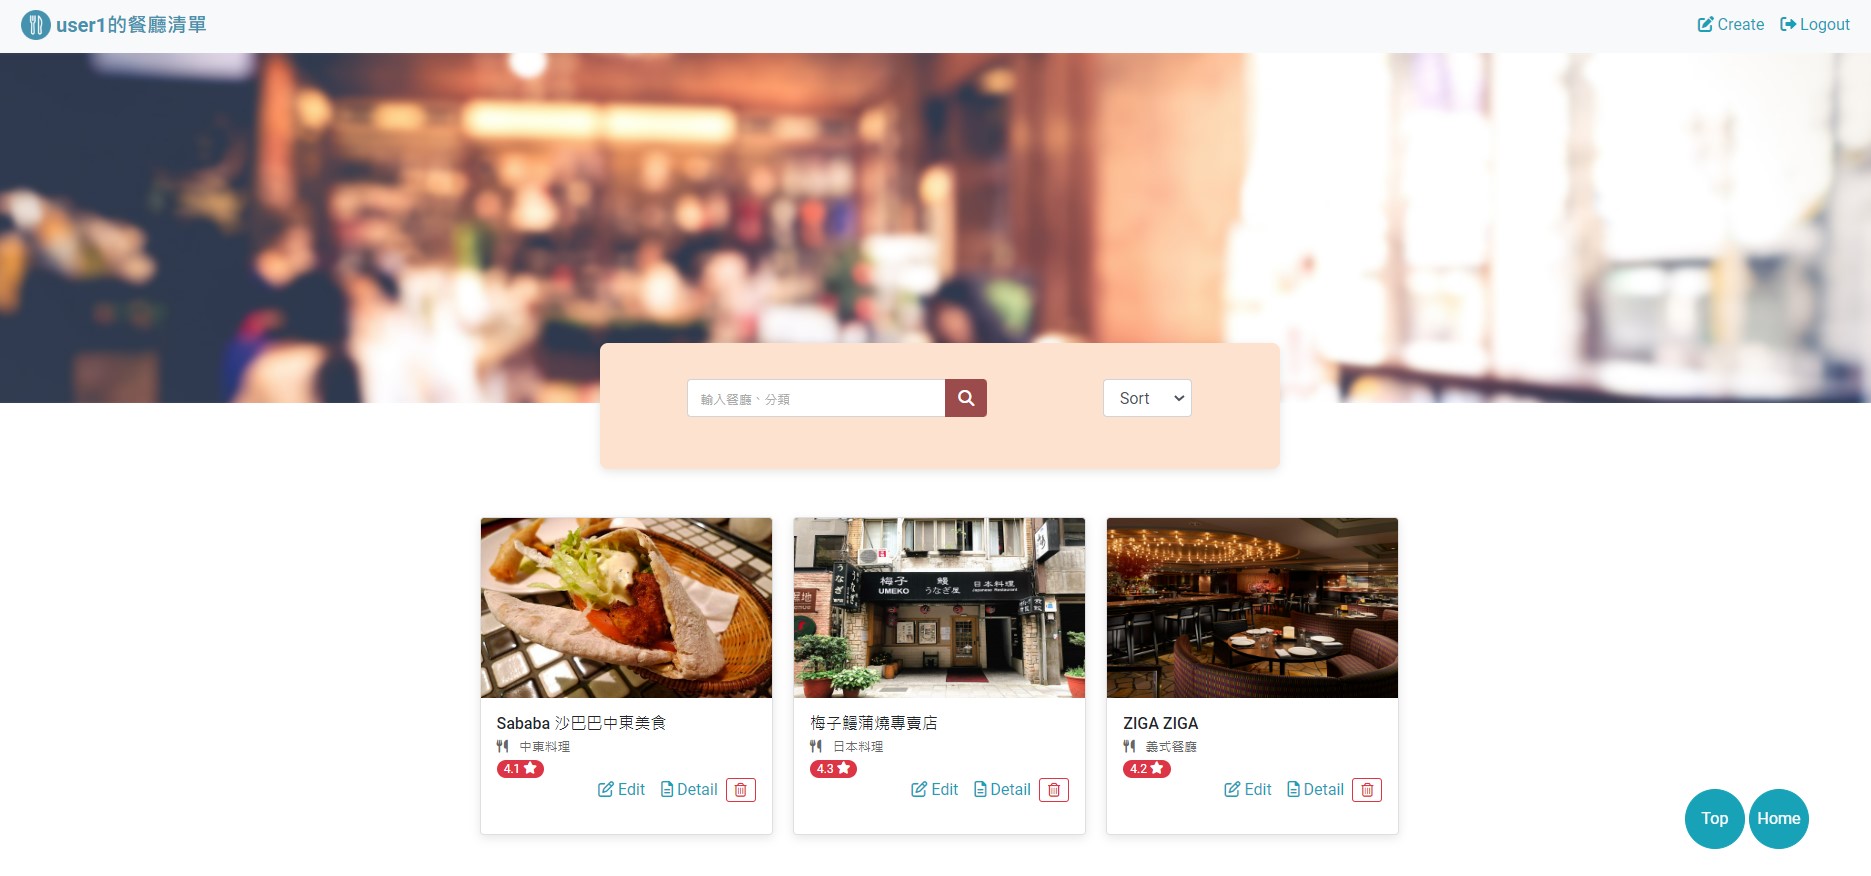 user1的餐廳清單
Create
Logout
輸入餐廳、分類
Sort
梅子
鰻
日本料理
UMEKO
うなぎ屋
Japanese Restaurant
うなぎ
Sababa 沙巴巴中東美食
中東料理
4.1
Edit
Detail
梅子鰻蒲燒專賣店
日本料理
4.3
Edit
Detail
ZIGA ZIGA
義式餐廳
4.2
Edit
Detail
Top
Home